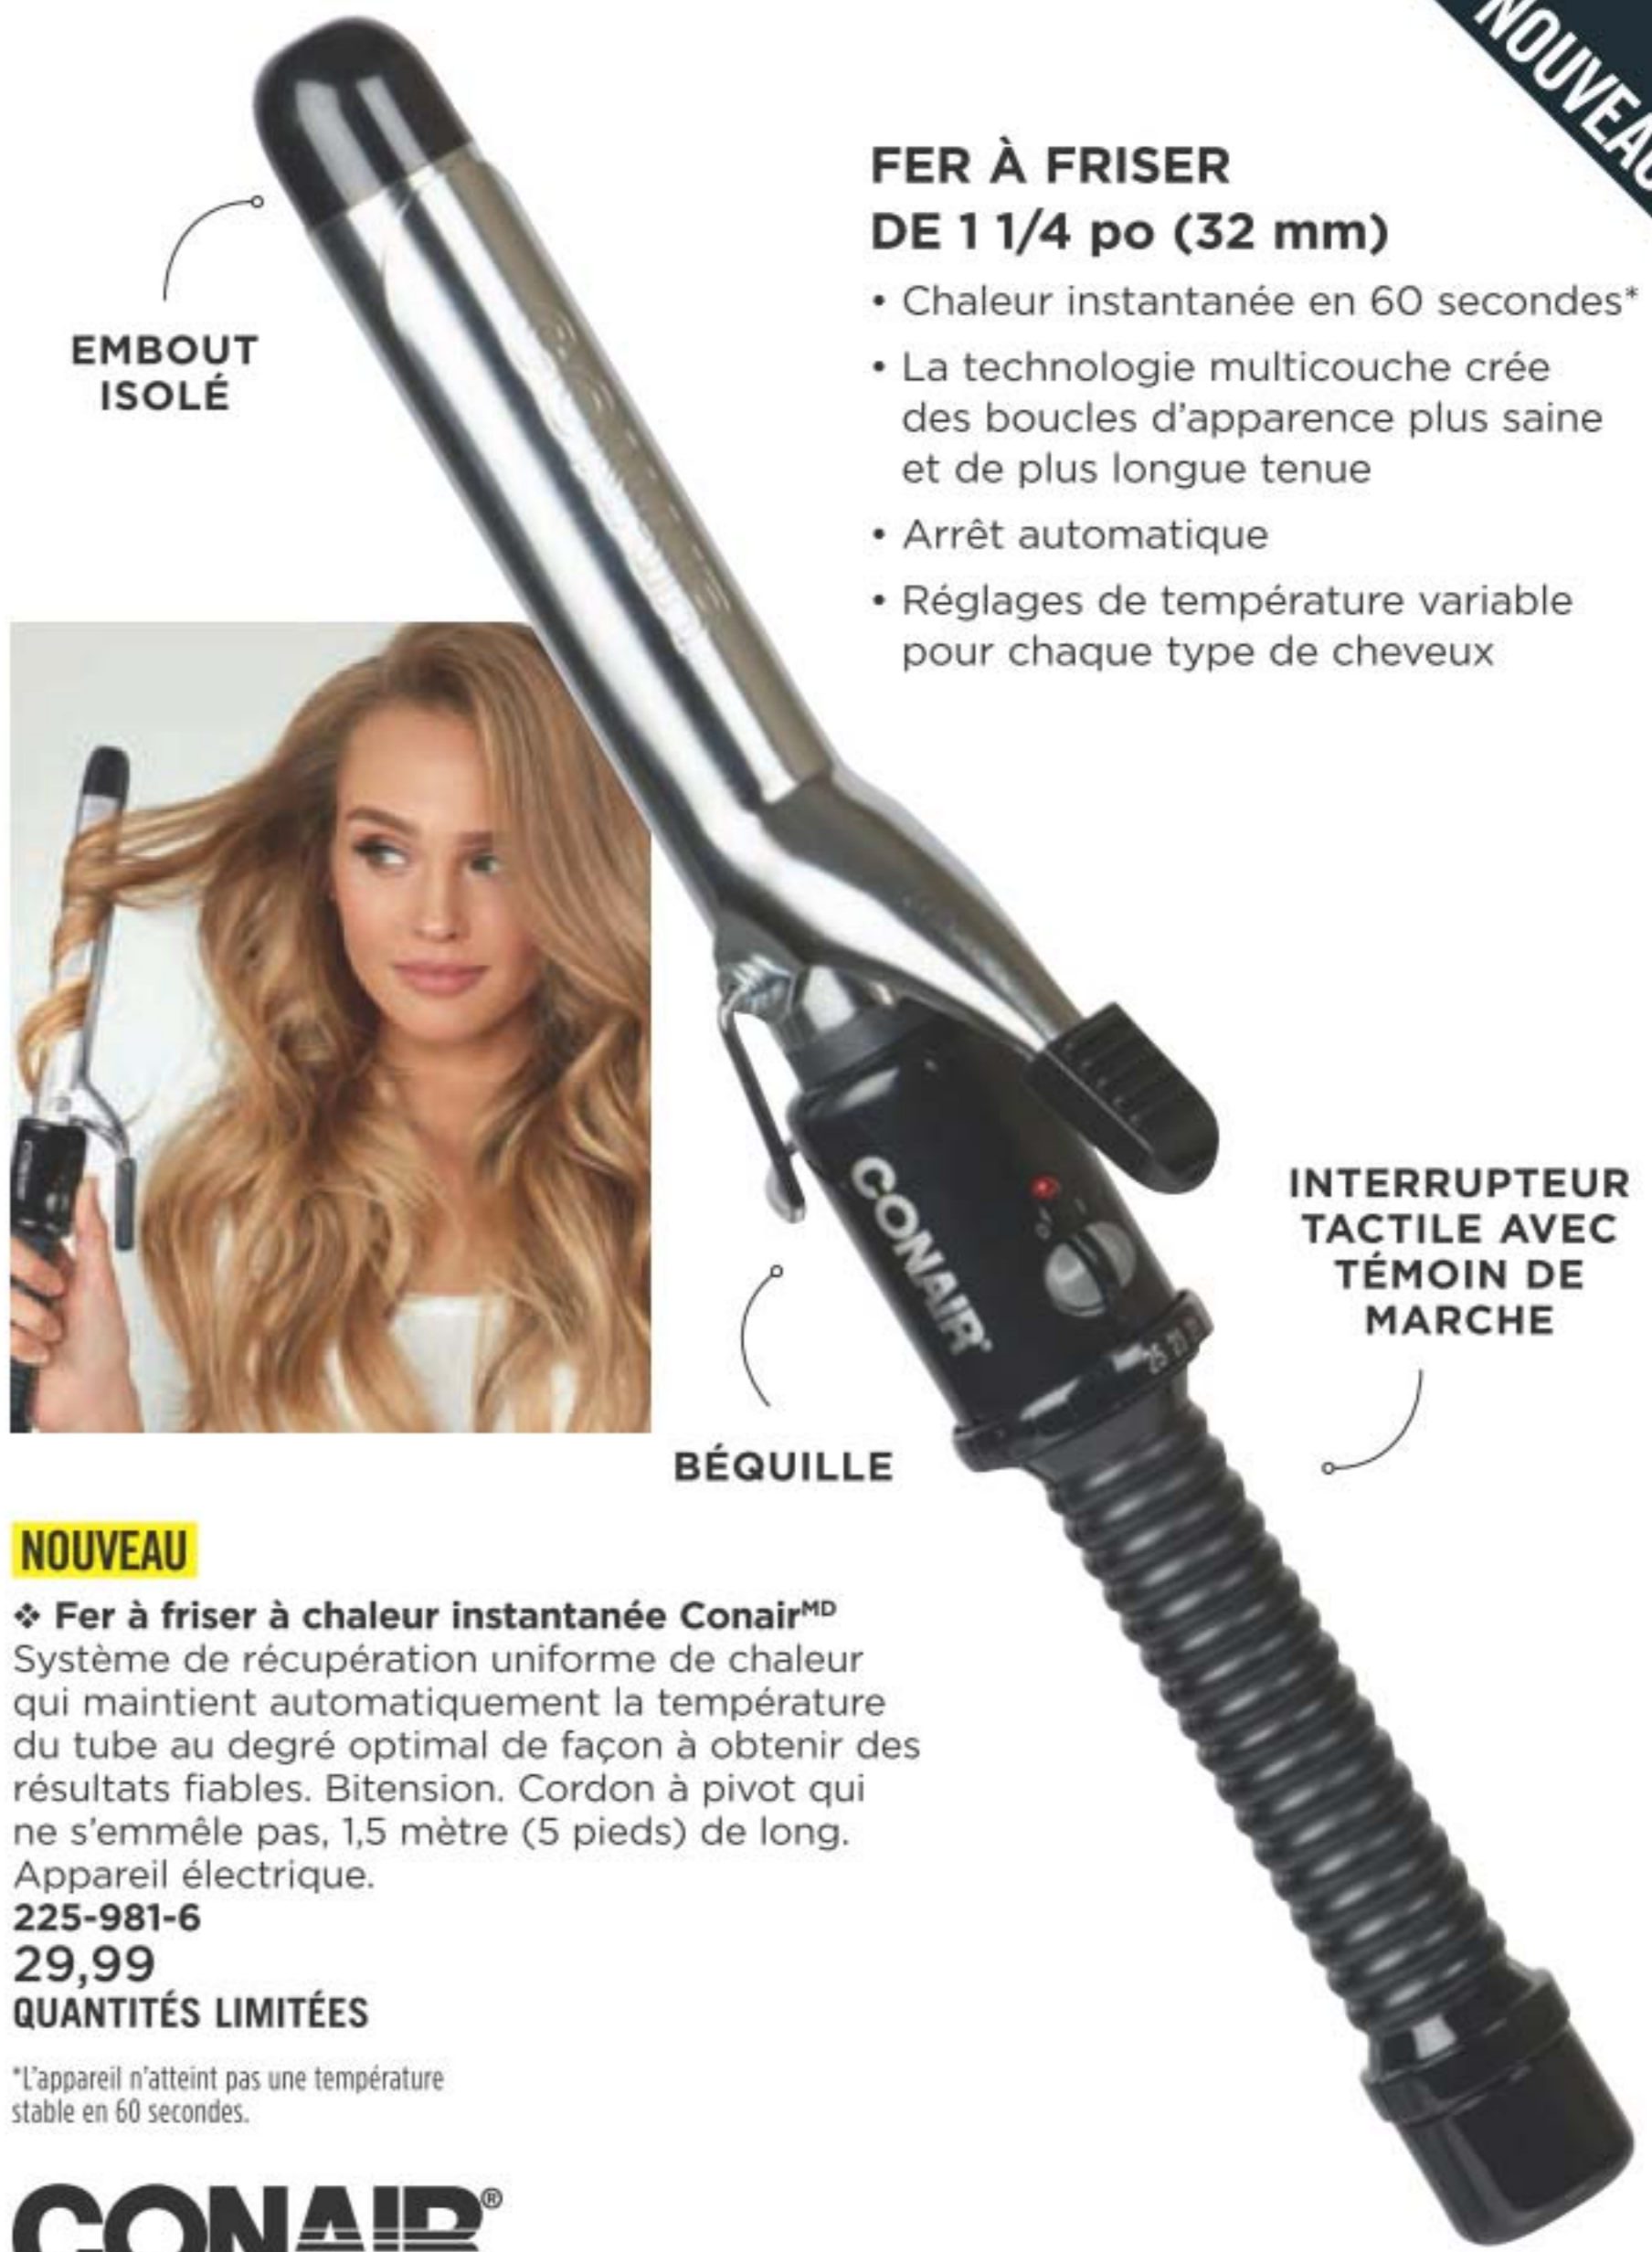 FER À FRISER
DE 1 1/4 po (32 mm)
• Chaleur instantanée en 60 secondes*
• La technologie multicouche crée
des boucles d'apparence plus saine
et de plus longue tenue
• Arrêt automatique
• Réglages de température variable
pour chaque type de cheveux
EMBOUT
ISOLÉ
CONAIR
INTERRUPTEUR
TACTILE AVEC
TÉMOIN DE
MARCHE
BÉQUILLE
NOUVEAU
❖ Fer à friser à chaleur instantanée ConairMD
Système de récupération uniforme de chaleur
qui maintient automatiquement la température
du tube au degré optimal de façon à obtenir des
résultats fiables. Bitension. Cordon à pivot qui
ne s'emmêle pas, 1,5 mètre (5 pieds) de long.
Appareil électrique.
225-981-6
29,99
QUANTITÉS LIMITÉES
*L'appareil n'atteint pas une température
stable en 60 secondes.
CONAIR®